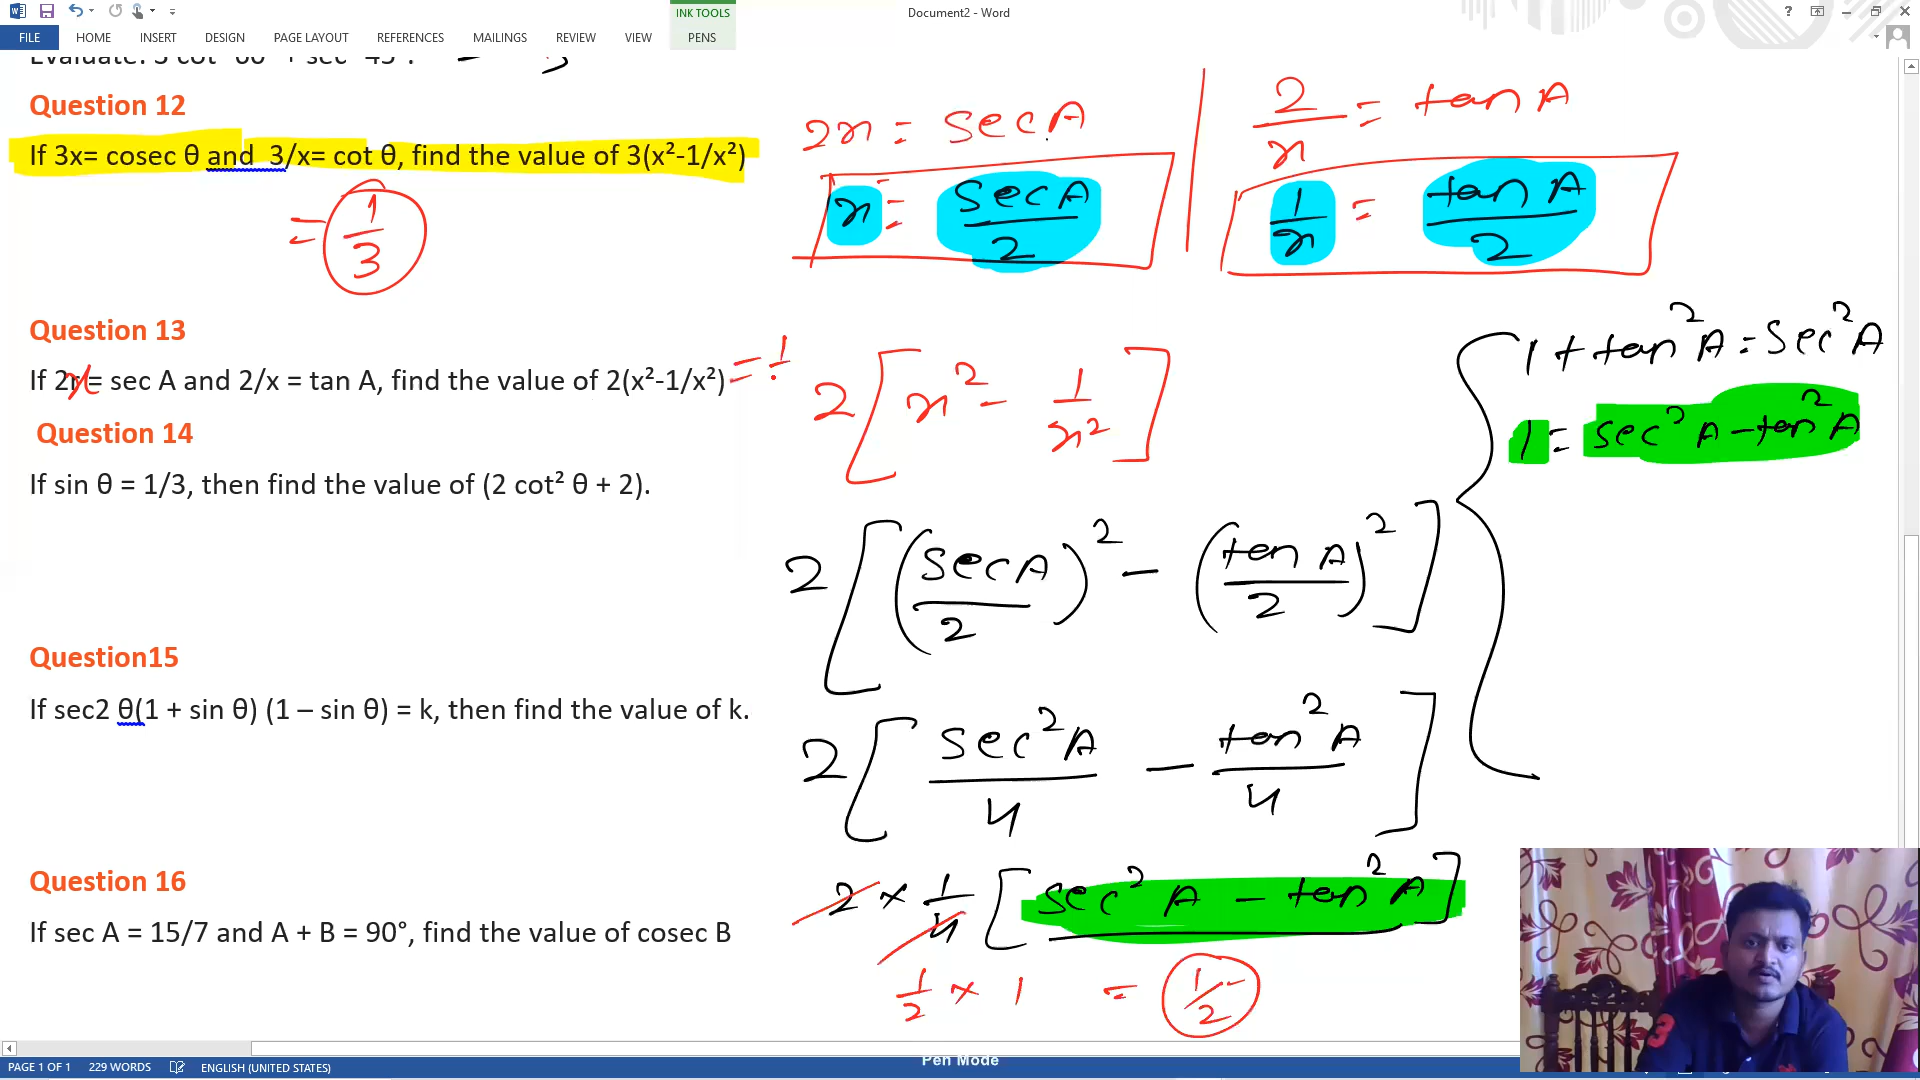 INK TOOLS
Document2 - Word
FILE HOME INSERT DESIGN PAGE LAYOUT REFERENCES MAILINGS REVIEW VIEW PENS
Question 12
If 3x= cosec θ and 3/x= cot θ, find the value of 3(x²-1/x²)
= 1/3
Question 13
If 2x= sec A and 2/x = tan A, find the value of 2(x²-1/x²)
Question 14
If sin θ = 1/3, then find the value of (2 cot² θ + 2).
Question15
If sec2 θ(1 + sin θ) (1 – sin θ) = k, then find the value of k.
Question 16
If sec A = 15/7 and A + B = 90°, find the value of cosec B
2x = sec A
x = sec A/2
2/x = tan A
1/x = tan A/2
2[x² - 1/x²]
2[(sec A/2)² - (tan A/2)²]
2[sec²A/4 - tan²A/4]
2 × 1/4 [sec²A - tan²A]
1/2 × 1 = 1/2
1 + tan²A = sec²A
1 = sec²A - tan²A
PAGE 1 OF 1 229 WORDS ENGLISH (UNITED STATES)
Pen Mode